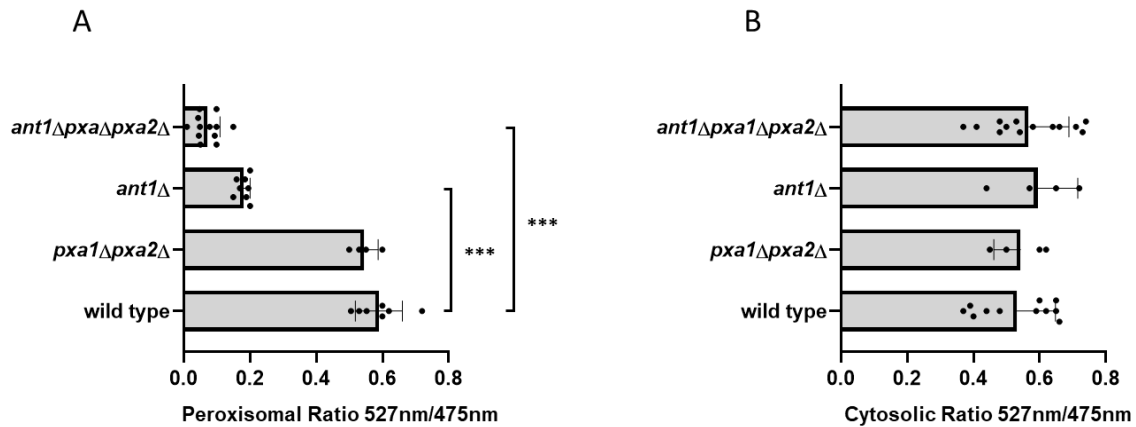 A
ant1ΔpxaΔpxa2Δ
ant1Δ
pxa1Δpxa2Δ
wild type
***
***
0.0 0.2 0.4 0.6 0.8
Peroxisomal Ratio 527nm/475nm
B
ant1Δpxa1Δpxa2Δ
ant1Δ
pxa1Δpxa2Δ
wild type
0.0 0.2 0.4 0.6 0.8
Cytosolic Ratio 527nm/475nm